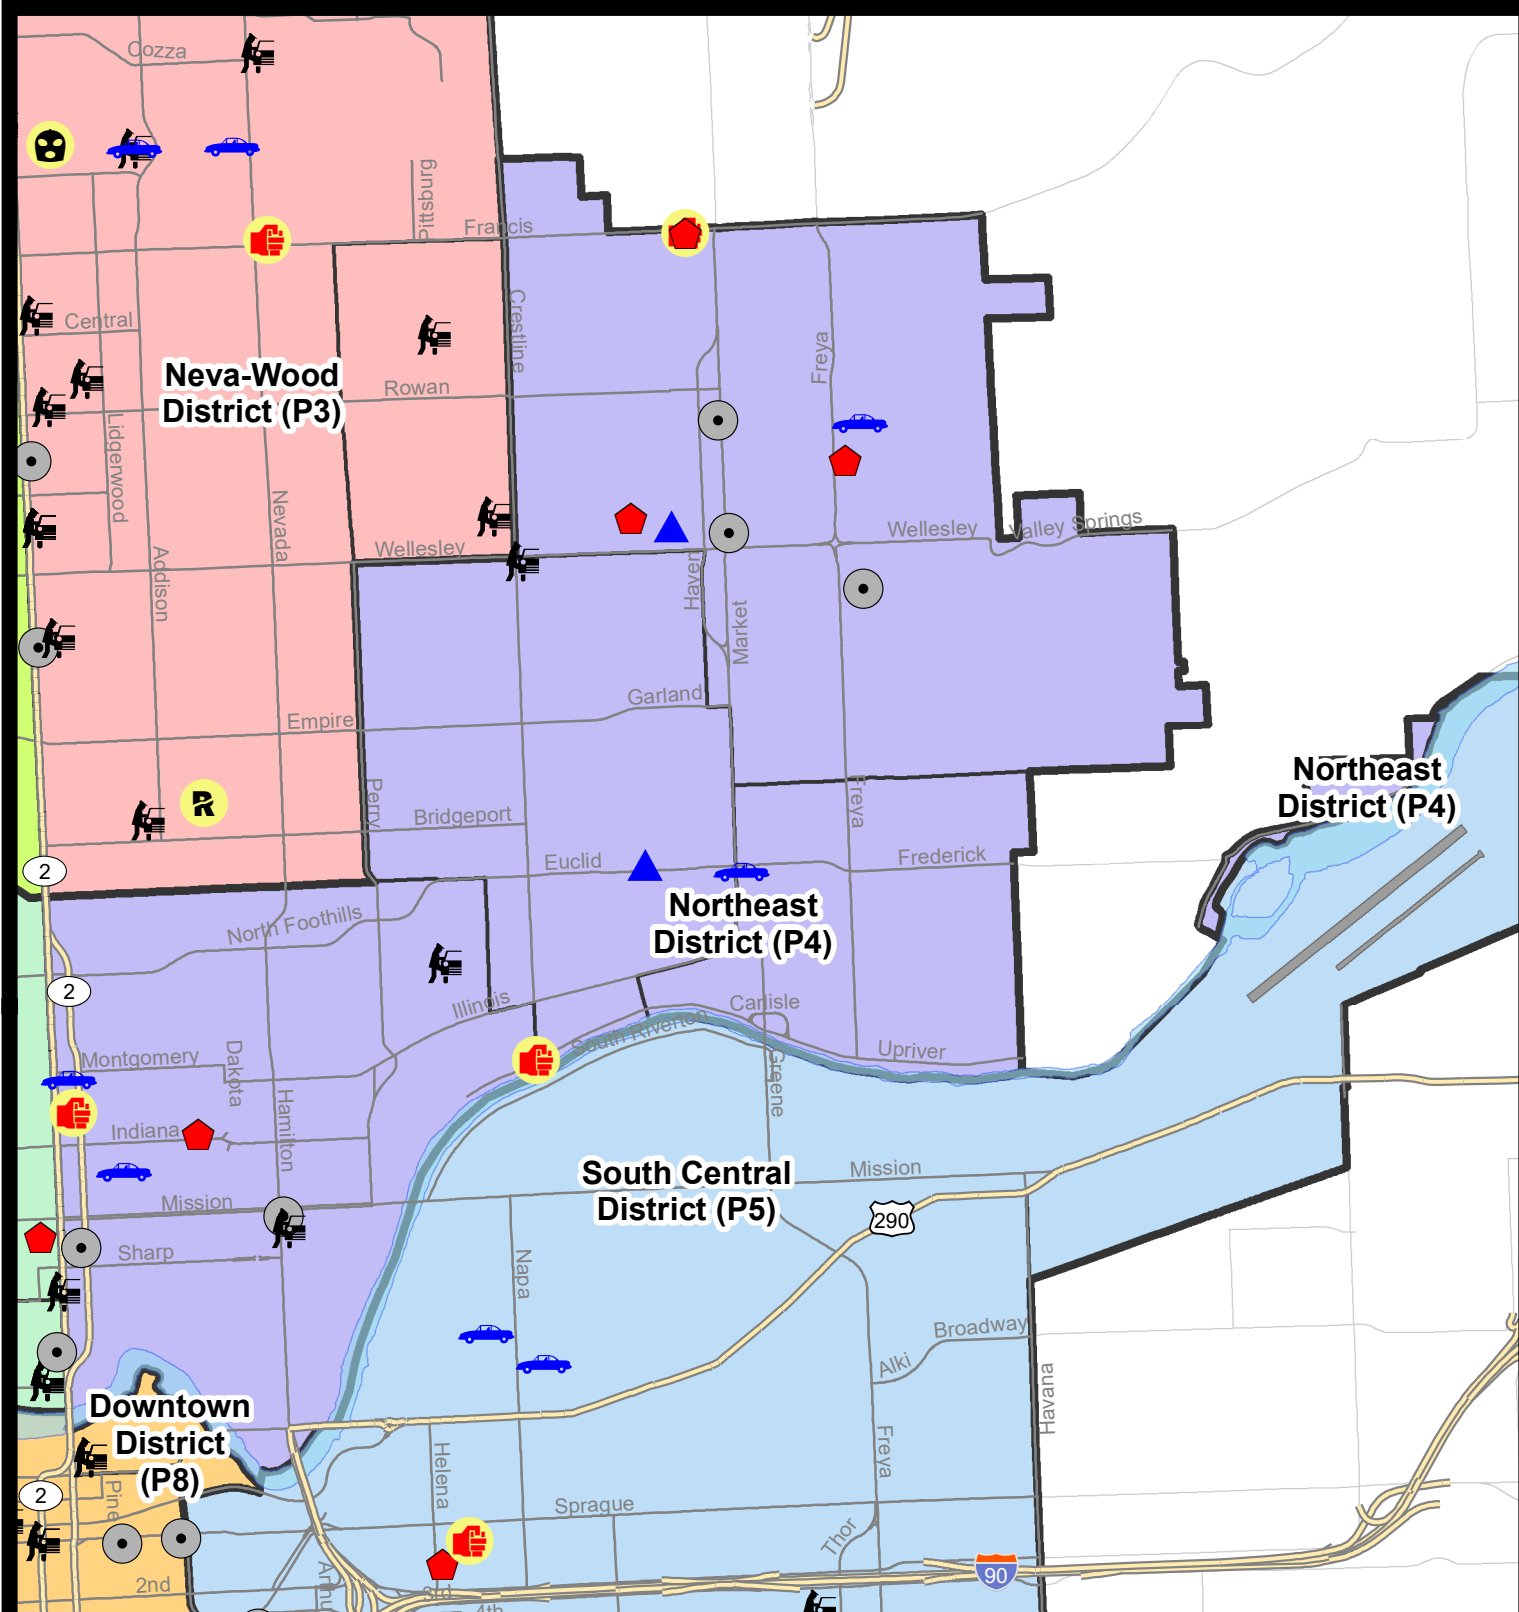 Cozza
Pittsburg
Francis
Crestline
Central
Freya
Neva-Wood
District (P3)
Rowan
Lidgerwood
Nevada
Wellesley
Wellesley
Valley Springs
Addison
Haven
Market
Garland
Empire
Perry
Bridgeport
Freya
Northeast
District (P4)
Euclid
Frederick
2
Northeast
District (P4)
North Foothills
2
Illinois
Carlisle
South Riverton
Upriver
Montgomery
Dakota
Greene
Hamilton
Indiana
South Central
District (P5)
Mission
Mission
290
Sharp
Napa
Broadway
Alki
Havana
Downtown
District
(P8)
Freya
Helena
2
Pine
Sprague
Thor
90
2nd
3rd
4th